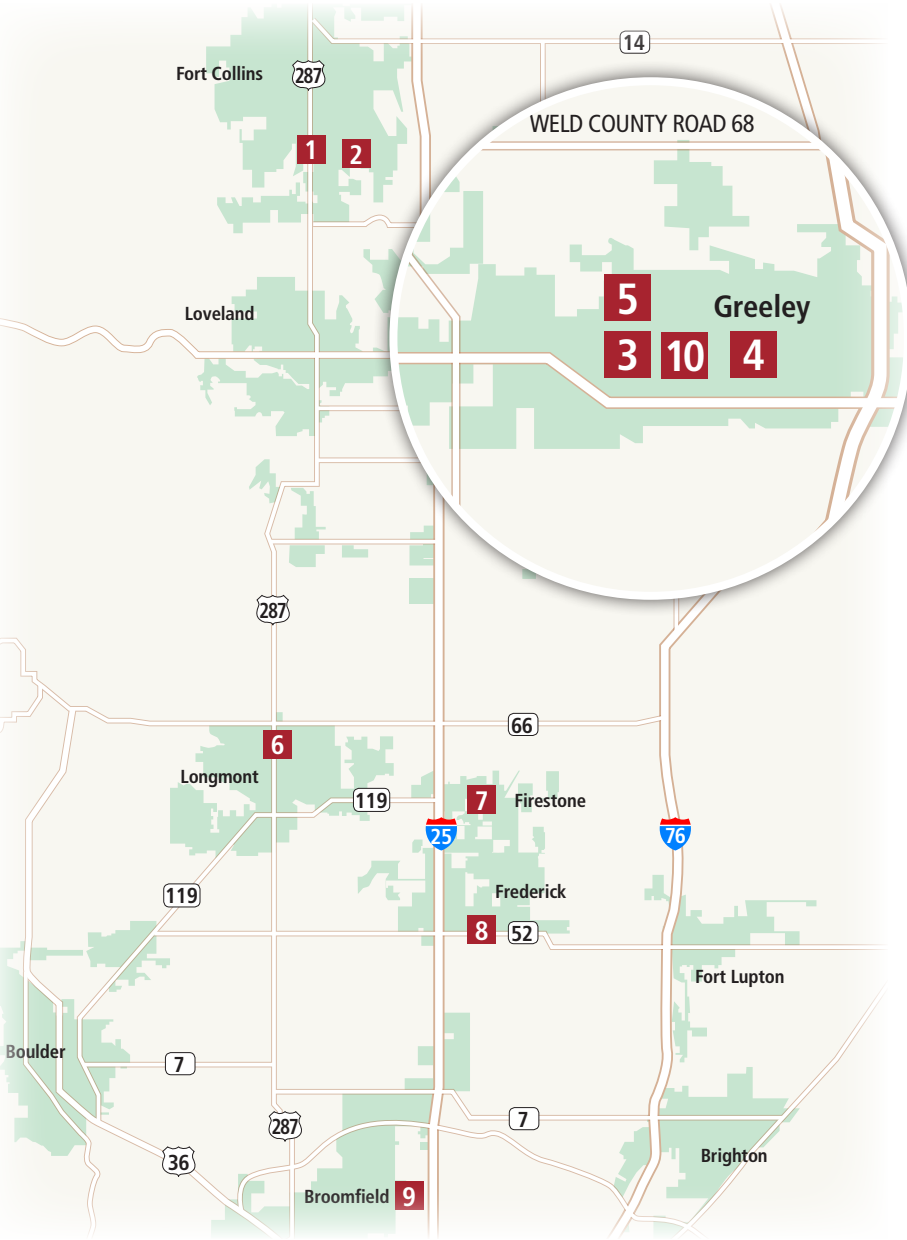 14
Fort Collins
287
WELD COUNTY ROAD 68
1
2
5
Greeley
Loveland
3
10
4
287
66
6
Longmont
119
7
Firestone
25
76
119
Frederick
8
52
Fort Lupton
Boulder
7
7
287
36
Brighton
Broomfield
9